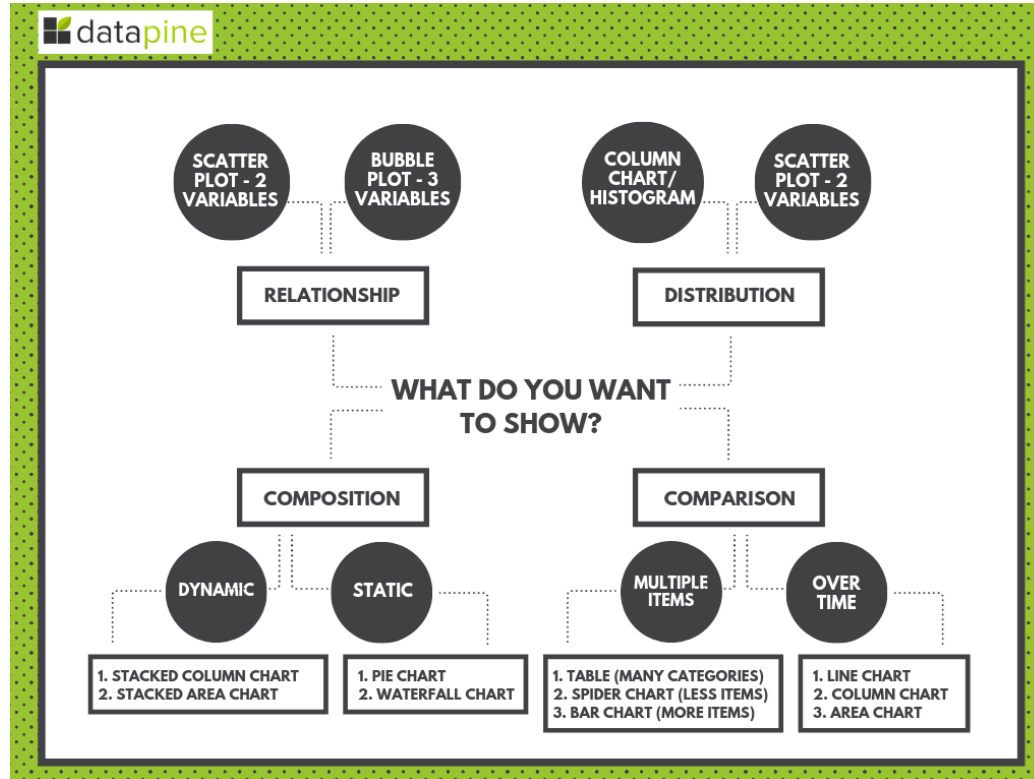 datapine
SCATTER
PLOT - 2
VARIABLES
BUBBLE
PLOT - 3
VARIABLES
COLUMN
CHART/
HISTOGRAM
SCATTER
PLOT - 2
VARIABLES
RELATIONSHIP
DISTRIBUTION
WHAT DO YOU WANT
TO SHOW?
COMPOSITION
COMPARISON
DYNAMIC
STATIC
MULTIPLE
ITEMS
OVER
TIME
1. STACKED COLUMN CHART
2. STACKED AREA CHART
1. PIE CHART
2. WATERFALL CHART
1. TABLE (MANY CATEGORIES)
2. SPIDER CHART (LESS ITEMS)
3. BAR CHART (MORE ITEMS)
1. LINE CHART
2. COLUMN CHART
3. AREA CHART